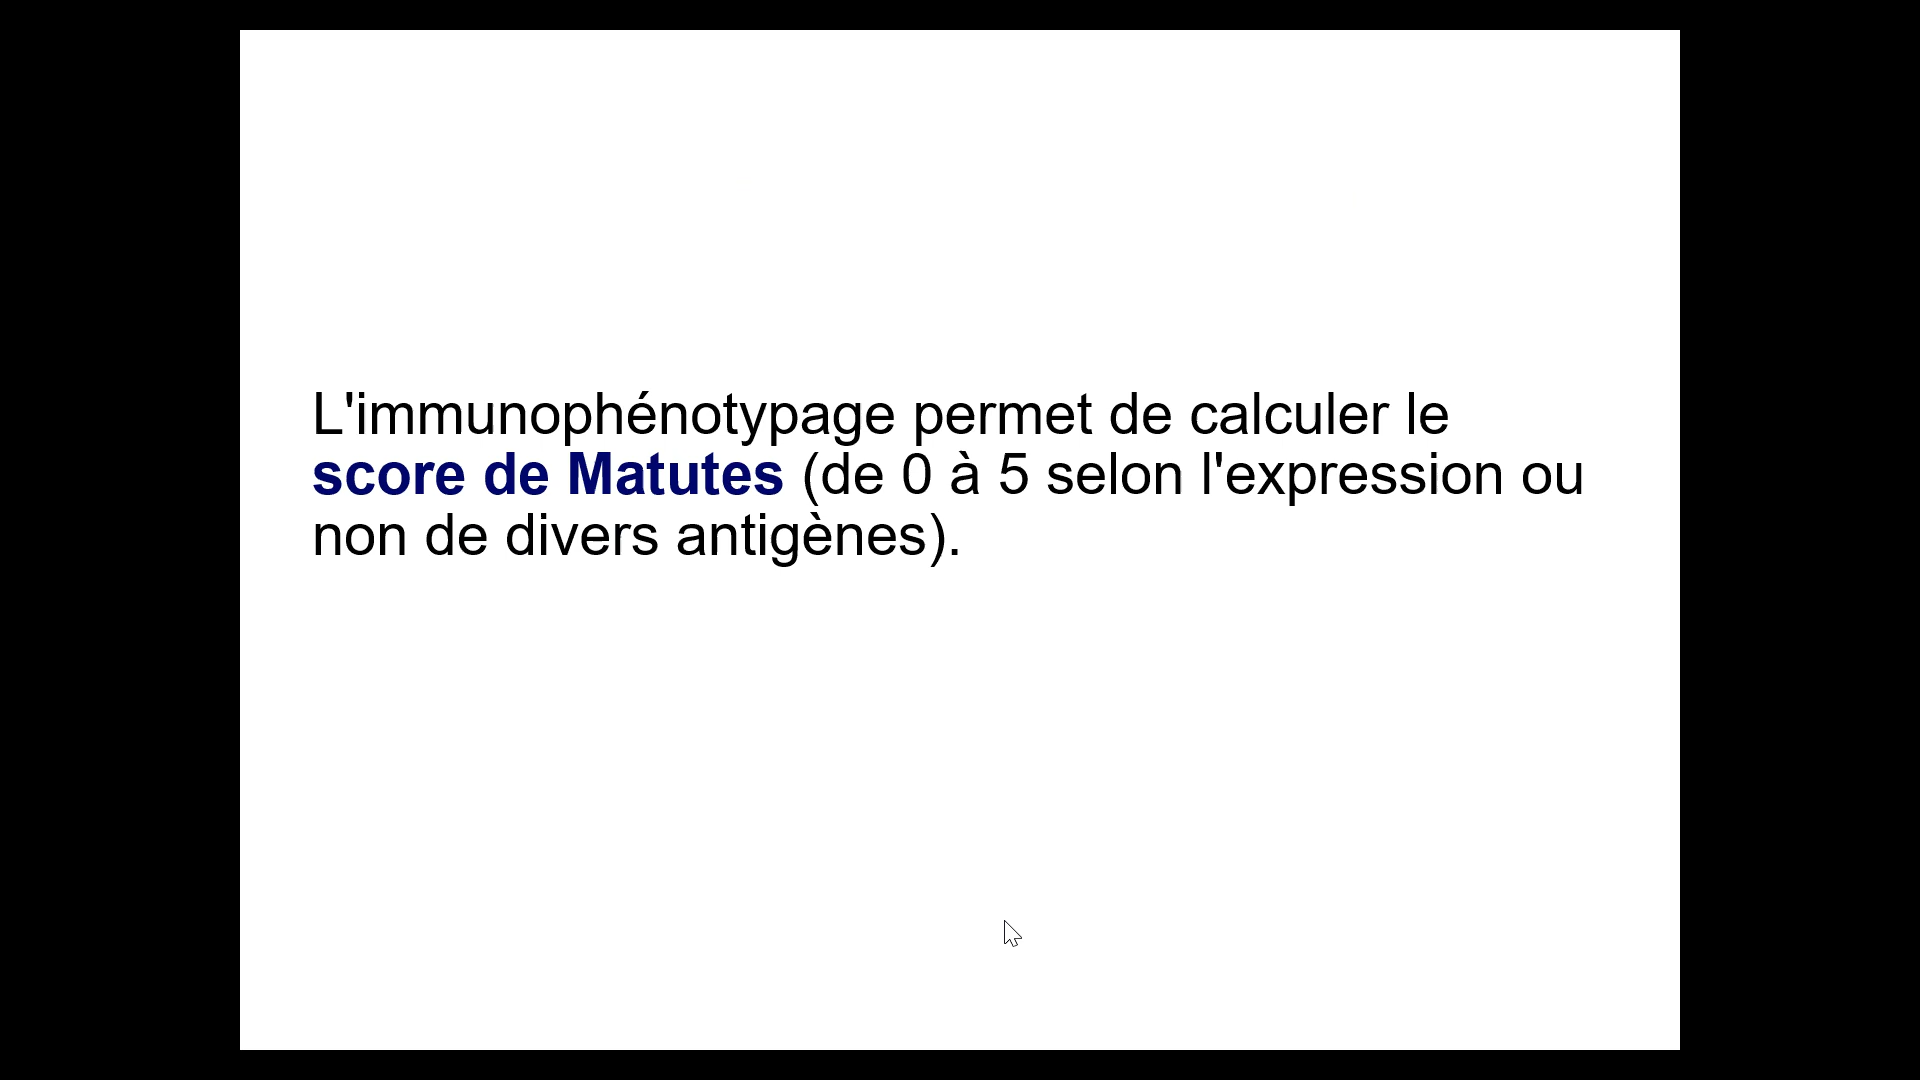 L'immunophénotypage permet de calculer le
score de Matutes (de 0 à 5 selon l'expression ou
non de divers antigènes).